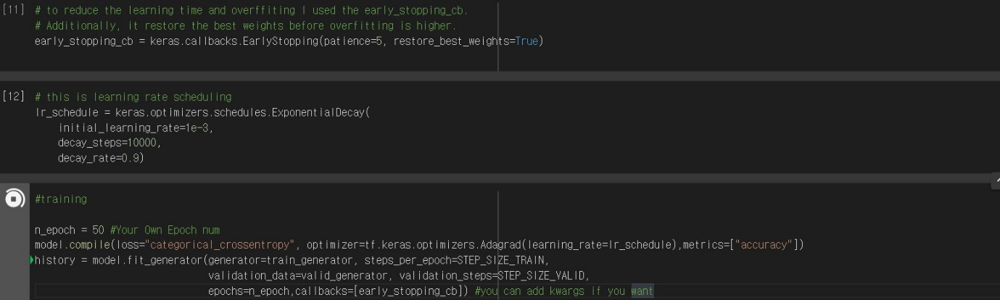 [11] # to reduce the learning time and overffiting I used the early_stopping_cb.
# Additionally, it restore the best weights before overfitting is higher.
early_stopping_cb = keras.callbacks.EarlyStopping(patience=5, restore_best_weights=True)
[12] # this is learning rate scheduling
lr_schedule = keras.optimizers.schedules.ExponentialDecay(
initial_learning_rate=1e-3,
decay_steps=10000,
decay_rate=0.9)
#training
n_epoch = 50 #Your Own Epoch num
model.compile(loss="categorical_crossentropy", optimizer=tf.keras.optimizers.Adagrad(learning_rate=lr_schedule),metrics=["accuracy"])
history = model.fit_generator(generator=train_generator, steps_per_epoch=STEP_SIZE_TRAIN,
validation_data=valid_generator, validation_steps=STEP_SIZE_VALID,
epochs=n_epoch,callbacks=[early_stopping_cb]) #you can add kwargs if you want